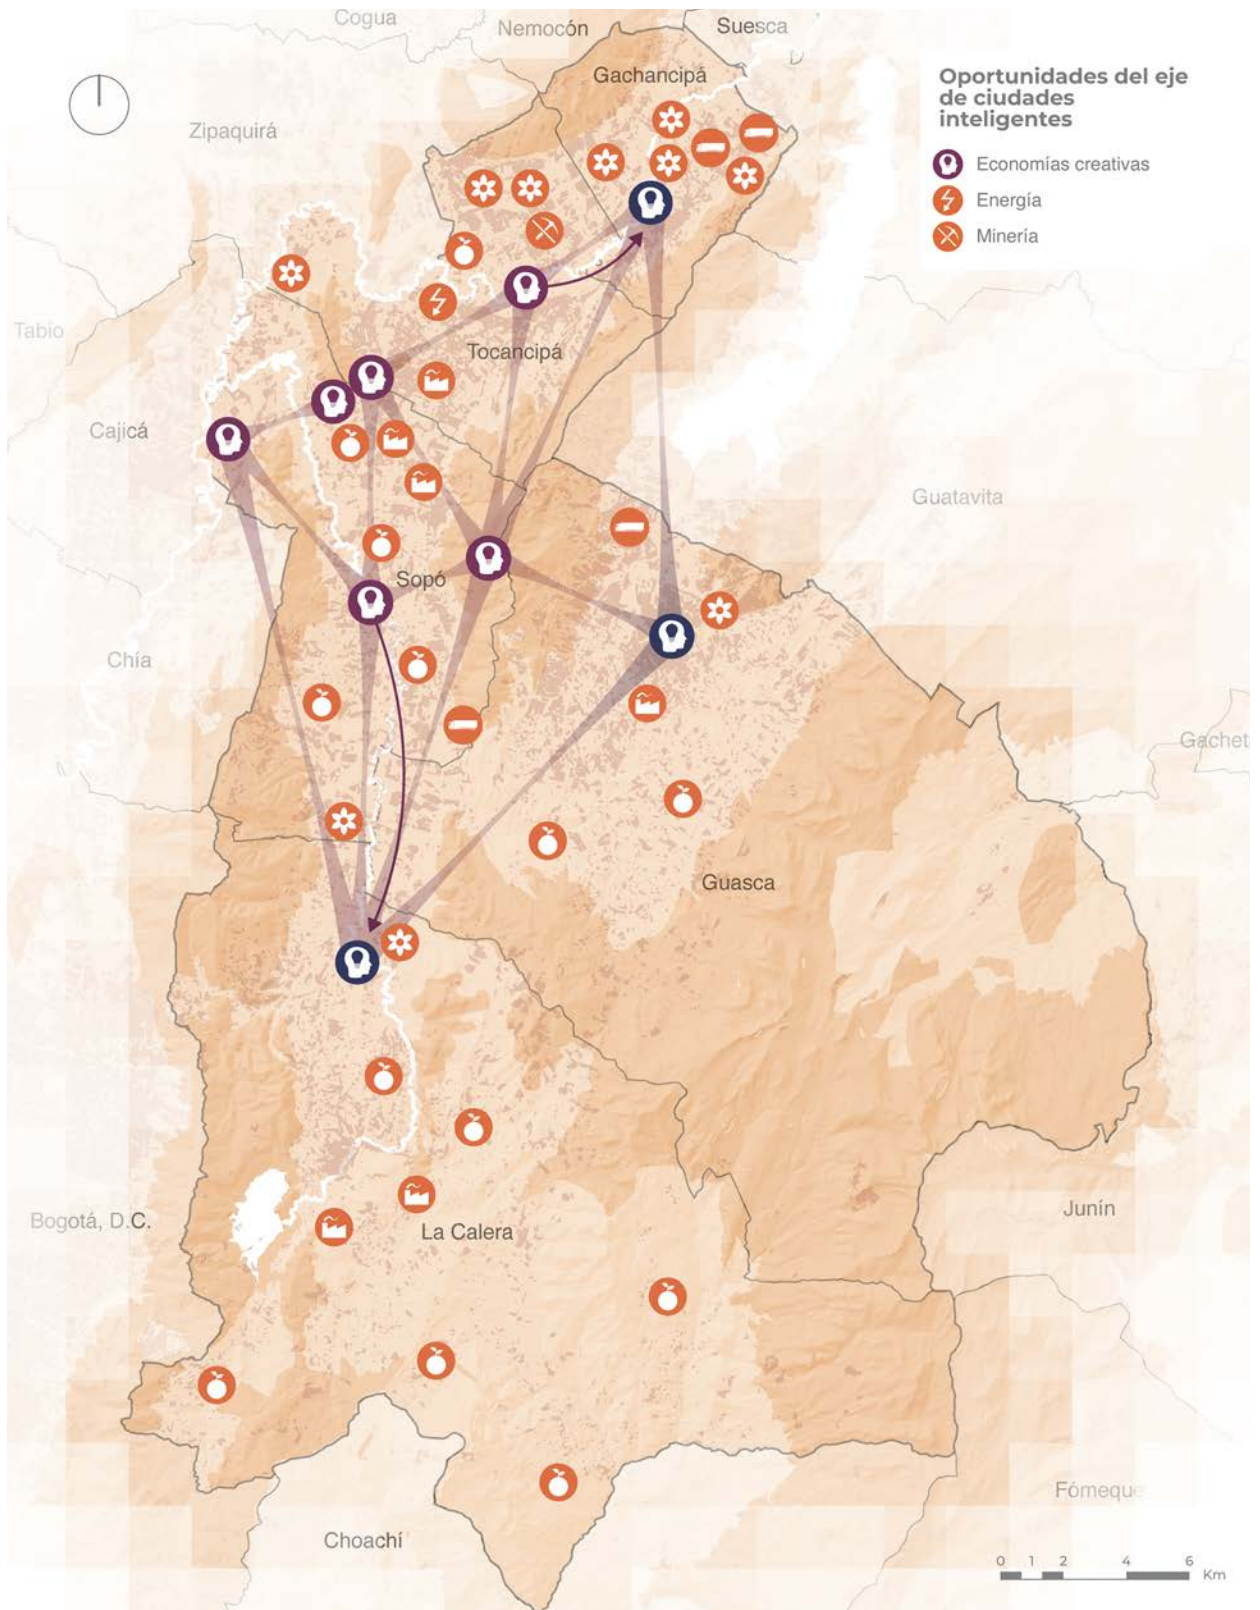 Cogua
Nemocón
Suesca
Gachancipá
Oportunidades del eje
de ciudades
inteligentes
Economías creativas
Energía
Minería
Zipaquirá
Tabio
Tocancipá
Cajicá
Guatavita
Sopó
Chía
Gachet
Guasca
Bogotá, D.C.
La Calera
Junín
Fómeque
Choachí
0 1 2 4 6
Km